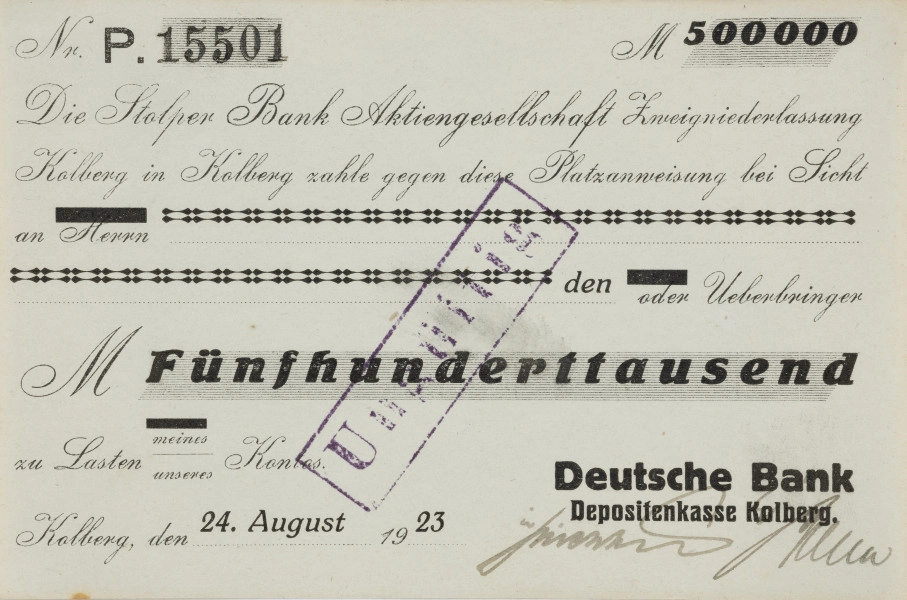 Nr. P. 15501 M 500000
Die Stolper Bank Aktiengesellschaft Zweigniederlassung
Kolberg in Kolberg zahle gegen diese Platzanweisung bei Sicht
an Herrn
den oder Ueberbringer
M Fünfhunderttausend
zu Lasten meines unseres Kontos.
Ungültig
Deutsche Bank
Depositenkasse Kolberg.
Kolberg, den 24. August 1923